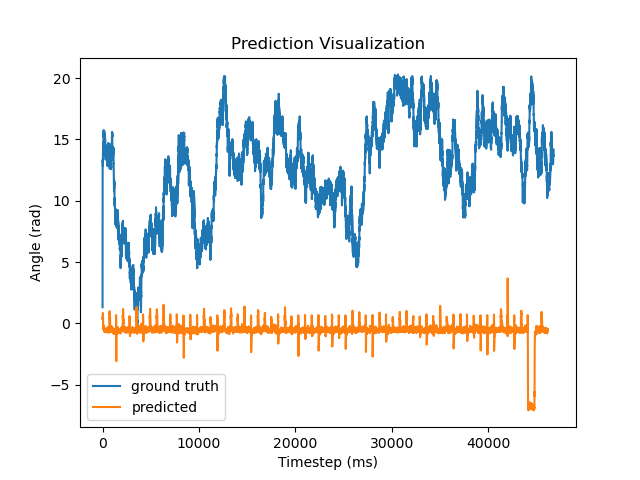 Prediction Visualization
20
15
10
5
0
−5
Angle (rad)
ground truth
predicted
0 10000 20000 30000 40000
Timestep (ms)